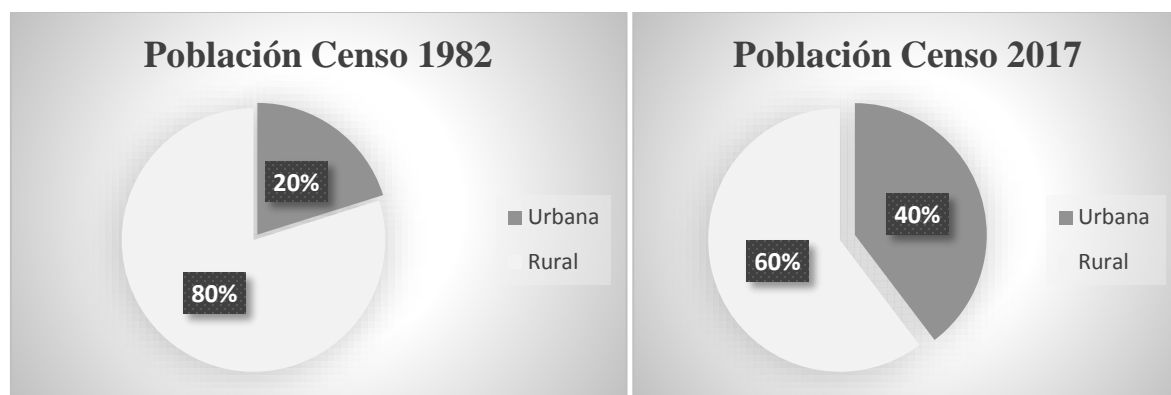 Población Censo 1982
20%
80%
Urbana
Rural
Población Censo 2017
40%
60%
Urbana
Rural